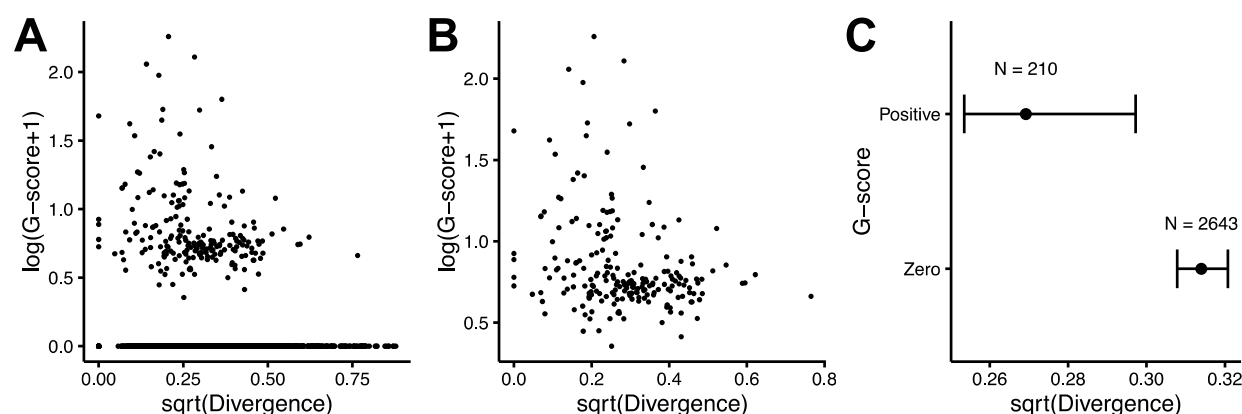 A
log(G−score+1)
2.0
1.5
1.0
0.5
0.0
0.00
0.25
0.50
0.75
sqrt(Divergence)
B
log(G−score+1)
2.0
1.5
1.0
0.5
0.0
0.2
0.4
0.6
0.8
sqrt(Divergence)
C
G−score
Positive
Zero
N = 210
N = 2643
0.26
0.28
0.30
0.32
sqrt(Divergence)